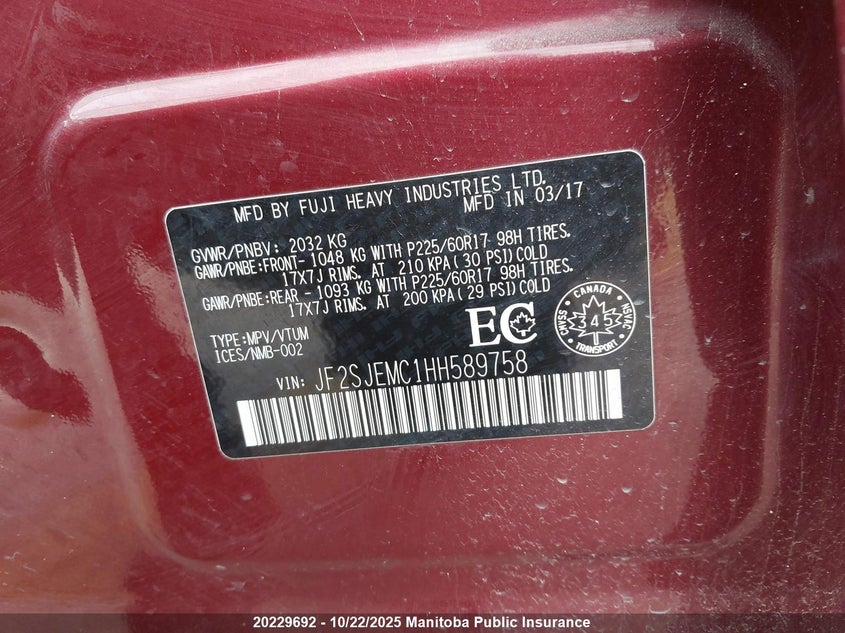 MFD BY FUJI HEAVY INDUSTRIES LTD.
MFD IN 03/17
GVWR/PNBV: 2032 KG
GAWR/PNBE:FRONT- 1048 KG WITH P225/60R17 98H TIRES.
17X7J RIMS. AT 210 KPA( 30 PSI)COLD
GAWR/PNBE:REAR - 1093 KG WITH P225/60R17 98H TIRES.
17X7J RIMS. AT 200 KPA( 29 PSI)COLD
TYPE:MPV/VTUM
ICES/NMB-002
EC
CANADA
CMVSS
345
NSVAC
TRANSPORT
VIN: JF2SJEMC1HH589758
20229692 - 10/22/2025 Manitoba Public Insurance